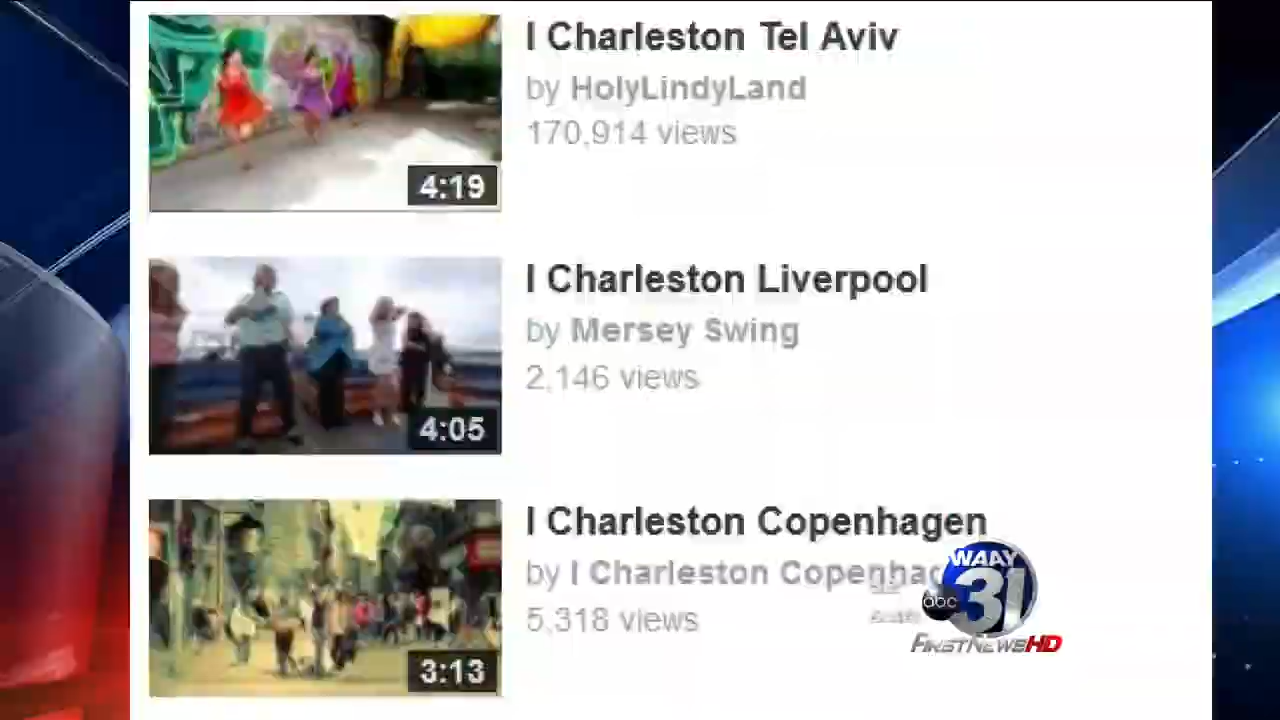 I Charleston Tel Aviv
by HolyLindyLand
170,914 views
4:19
I Charleston Liverpool
by Mersey Swing
2,146 views
4:05
I Charleston Copenhagen
by I Charleston Copenhag
5,318 views
3:13
WAAY
abc 31
FIRSTNEWSHD